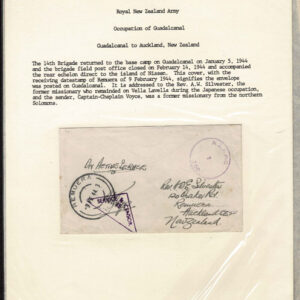 Royal New Zealand Army
Occupation of Guadalcanal
Guadalcanal to Auckland, New Zealand
The 14th Brigade returned to the base camp on Guadalcanal on January 5, 1944
and the brigade field post office closed on February 14, 1944 and accompanied
the rear echelon direct to the island of Nissan. This cover, with the
receiving datestamp of Remuera of 9 February 1944, signifies the envelope
was posted on Guadalcanal. It is addressed to the Rev. A.W. Silvester, the
former missionary who remained on Vella Lavella during the Japanese occupation,
and the sender, Captain-Chaplain Voyce, was a former missionary from the northern
Solomons.
On Active Service
REMUERA
Rev
Remuera
Auckland
New Zealand